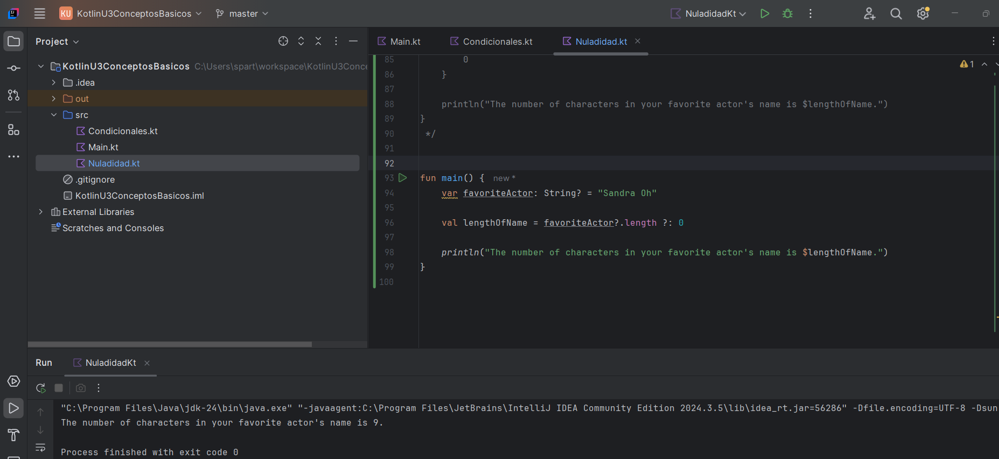 KU KotlinU3ConceptosBasicos master NuladidadKt
Project
Main.kt Condicionales.kt Nuladidad.kt
KotlinU3ConceptosBasicos C:\Users\spart\workspace\KotlinU3Conce
.idea
out
src
Condicionales.kt
Main.kt
Nuladidad.kt
.gitignore
KotlinU3ConceptosBasicos.iml
External Libraries
Scratches and Consoles
1
85 0
86 }
87
88 println("The number of characters in your favorite actor's name is $lengthOfName.")
89 }
90 */
91
92
93 fun main() { new *
94 var favoriteActor: String? = "Sandra Oh"
95
96 val lengthOfName = favoriteActor?.length ?: 0
97
98 println("The number of characters in your favorite actor's name is $lengthOfName.")
99 }
100
Run NuladidadKt
"C:\Program Files\Java\jdk-24\bin\java.exe" "-javaagent:C:\Program Files\JetBrains\IntelliJ IDEA Community Edition 2024.3.5\lib\idea_rt.jar=56286" -Dfile.encoding=UTF-8 -Dsun
The number of characters in your favorite actor's name is 9.
Process finished with exit code 0